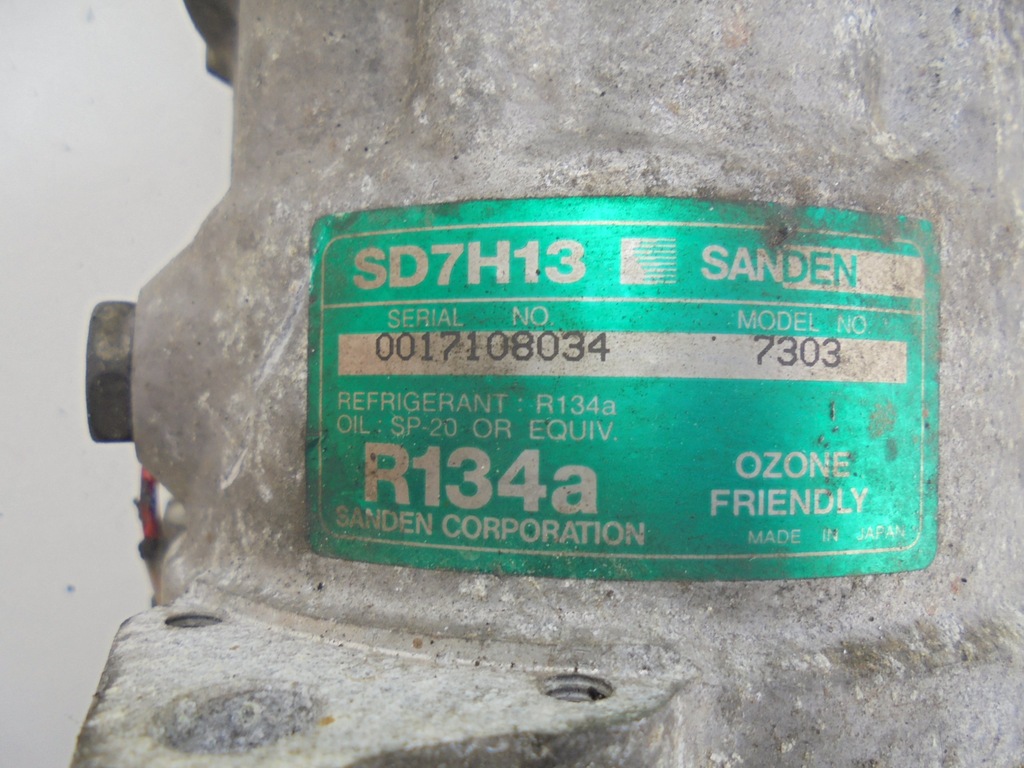 SD7H13 SANDEN
SERIAL NO. MODEL NO
0017108034 7303
REFRIGERANT : R134a
OIL : SP-20 OR EQUIV.
R134a
SANDEN CORPORATION
OZONE
FRIENDLY
MADE IN JAPAN